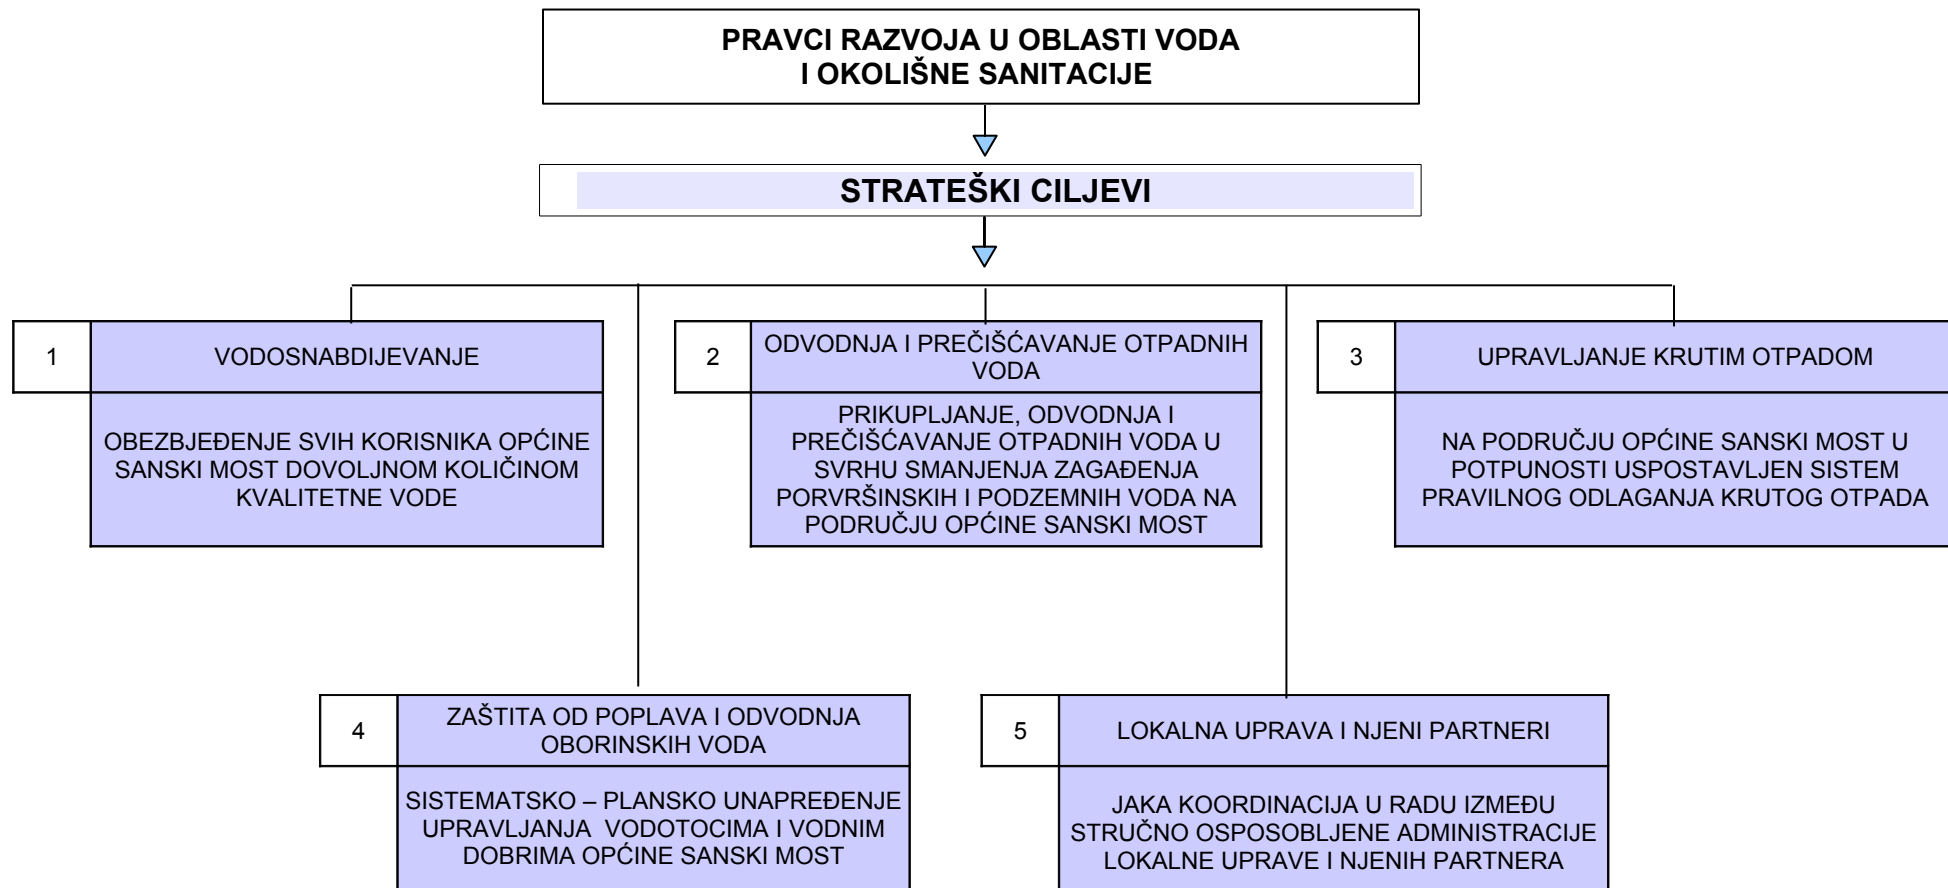 PRAVCI RAZVOJA U OBLASTI VODA
I OKOLIŠNE SANITACIJE
STRATEŠKI CILJEVI
1
VODOSNABDIJEVANJE
OBEZBJEĐENJE SVIH KORISNIKA OPĆINE
SANSKI MOST DOVOLJNOM KOLIČINOM
KVALITETNE VODE
2
ODVODNJA I PREČIŠĆAVANJE OTPADNIH
VODA
PRIKUPLJANJE, ODVODNJA I
PREČIŠĆAVANJE OTPADNIH VODA U
SVRHU SMANJENJA ZAGAĐENJA
PORVRŠINSKIH I PODZEMNIH VODA NA
PODRUČJU OPĆINE SANSKI MOST
3
UPRAVLJANJE KRUTIM OTPADOM
NA PODRUČJU OPĆINE SANSKI MOST U
POTPUNOSTI USPOSTAVLJEN SISTEM
PRAVILNOG ODLAGANJA KRUTOG OTPADA
4
ZAŠTITA OD POPLAVA I ODVODNJA
OBORINSKIH VODA
SISTEMATSKO – PLANSKO UNAPREĐENJE
UPRAVLJANJA VODOTOCIMA I VODNIM
DOBRIMA OPĆINE SANSKI MOST
5
LOKALNA UPRAVA I NJENI PARTNERI
JAKA KOORDINACIJA U RADU IZMEĐU
STRUČNO OSPOSOBLJENE ADMINISTRACIJE
LOKALNE UPRAVE I NJENIH PARTNERA